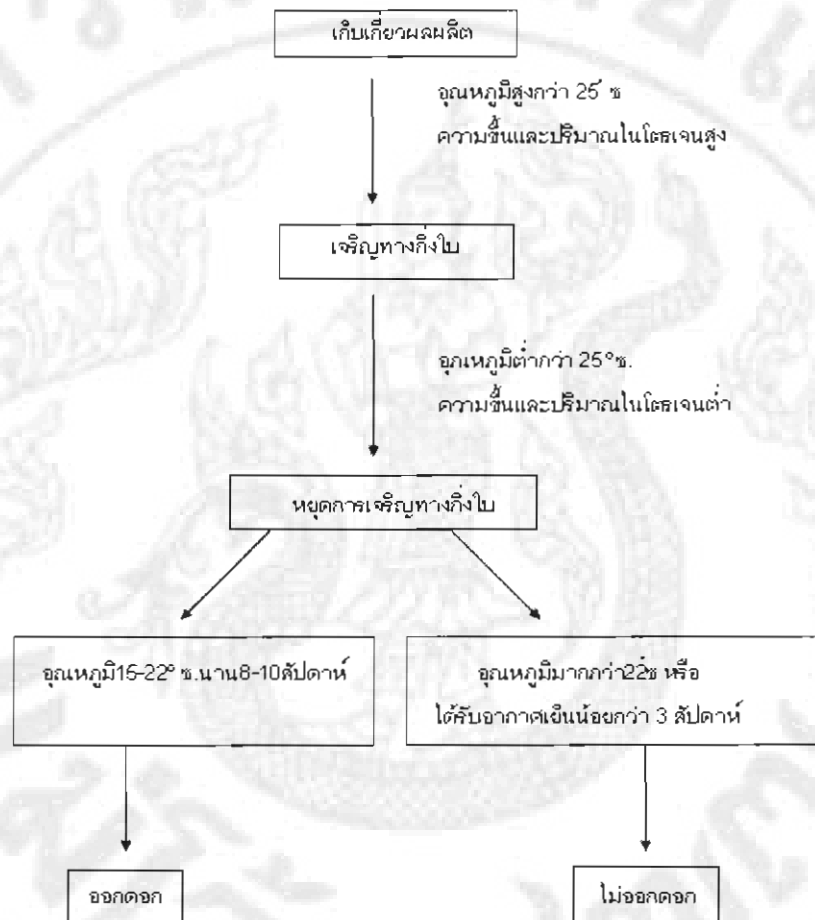 เก็บเกี่ยวผลผลิต
อุณหภูมิสูงกว่า 25 ํ ซ
ความชื้นและปริมาณไนโตรเจนสูง
เจริญทางกิ่งใบ
อุณหภูมิต่ำกว่า 25°ซ.
ความชื้นและปริมาณไนโตรเจนต่ำ
หยุดการเจริญทางกิ่งใบ
อุณหภูมิ15-22° ซ.นาน8-10สัปดาห์
อุณหภูมิมากกว่า22ํซ หรือ
ได้รับอากาศเย็นน้อยกว่า 3 สัปดาห์
ออกดอก
ไม่ออกดอก